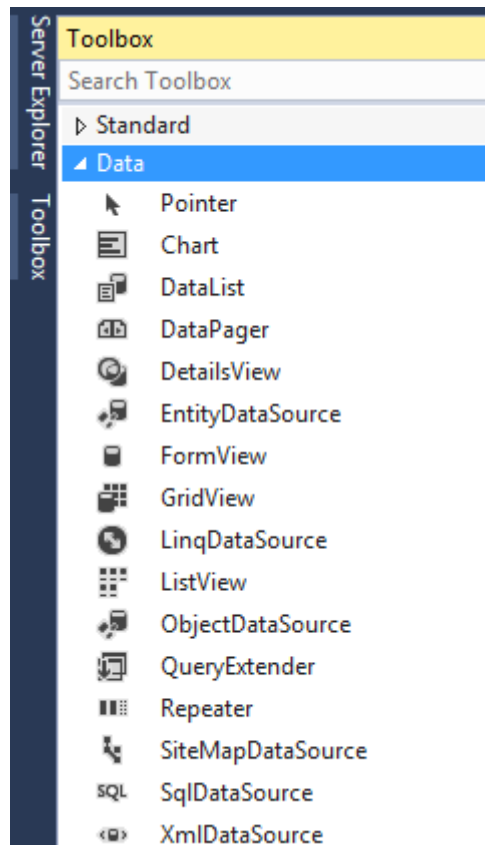 Server Explorer
Toolbox
Toolbox
Search Toolbox
Standard
Data
Pointer
Chart
DataList
DataPager
DetailsView
EntityDataSource
FormView
GridView
LinqDataSource
ListView
ObjectDataSource
QueryExtender
Repeater
SiteMapDataSource
SQL SqlDataSource
XmlDataSource